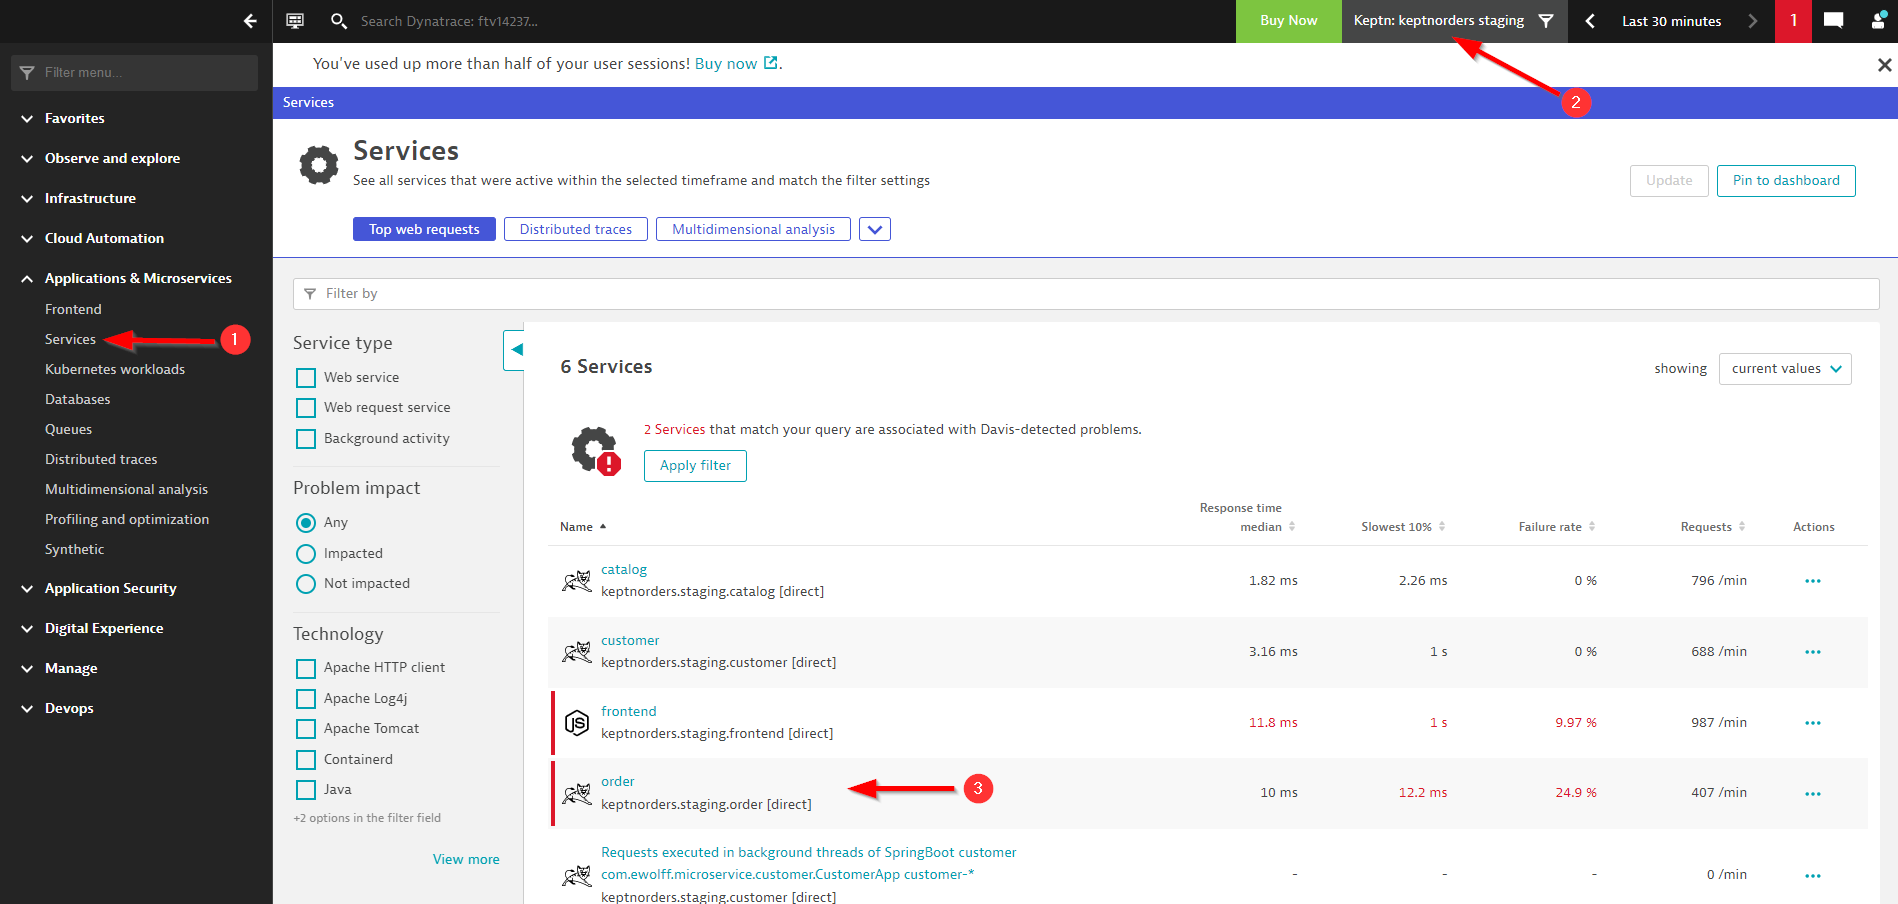 Search Dynatrace: ftv14237...
Buy Now
Keptn: keptnorders staging
Last 30 minutes
1
You've used up more than half of your user sessions! Buy now.
2
Filter menu...
Favorites
Observe and explore
Infrastructure
Cloud Automation
Applications & Microservices
Frontend
Services
1
Kubernetes workloads
Databases
Queues
Distributed traces
Multidimensional analysis
Profiling and optimization
Synthetic
Application Security
Digital Experience
Manage
Devops
Services
Services
See all services that were active within the selected timeframe and match the filter settings
Update
Pin to dashboard
Top web requests
Distributed traces
Multidimensional analysis
Filter by
Service type
Web service
Web request service
Background activity
Problem impact
Any
Impacted
Not impacted
Technology
Apache HTTP client
Apache Log4j
Apache Tomcat
Containerd
Java
+2 options in the filter field
View more
6 Services
showing
current values
2 Services that match your query are associated with Davis-detected problems.
Apply filter
Name
Response time median
Slowest 10%
Failure rate
Requests
Actions
catalog
keptnorders.staging.catalog [direct]
1.82 ms
2.26 ms
0 %
796 /min
customer
keptnorders.staging.customer [direct]
3.16 ms
1 s
0 %
688 /min
JS
frontend
keptnorders.staging.frontend [direct]
11.8 ms
1 s
9.97 %
987 /min
order
keptnorders.staging.order [direct]
3
10 ms
12.2 ms
24.9 %
407 /min
Requests executed in background threads of SpringBoot customer
com.ewolff.microservice.customer.CustomerApp customer-*
keptnorders.staging.customer [direct]
-
-
-
0 /min